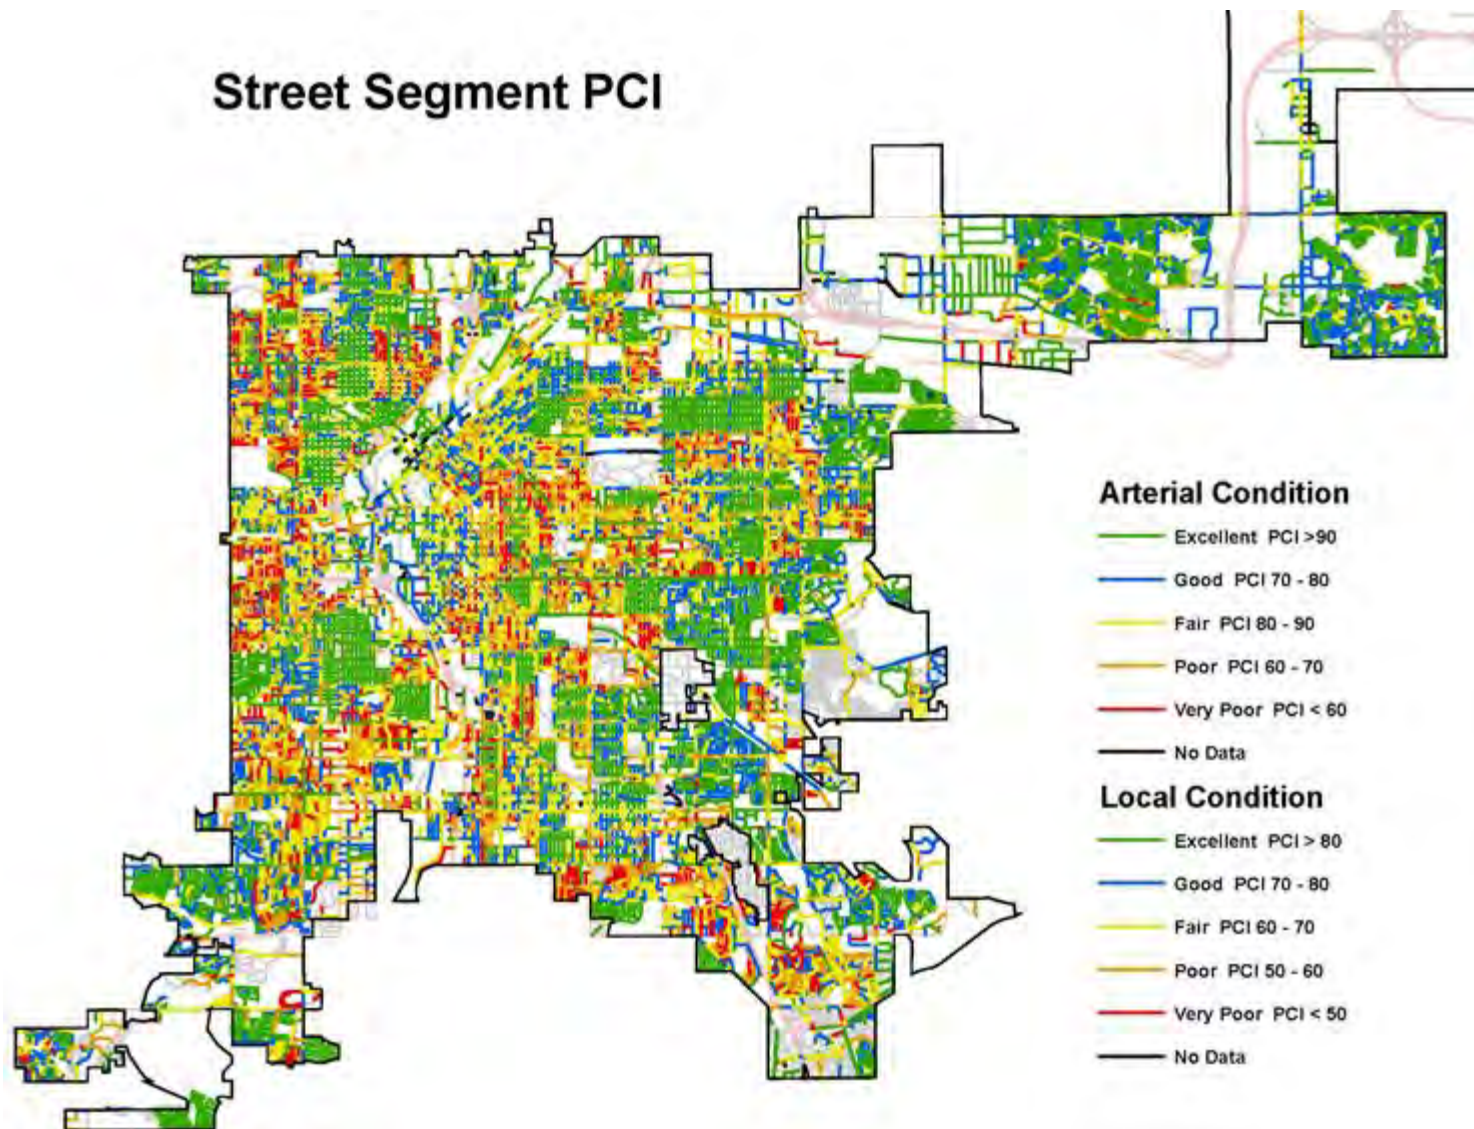 Street Segment PCI
Arterial Condition
Excellent PCI >90
Good PCI 70 - 80
Fair PCI 80 - 90
Poor PCI 60 - 70
Very Poor PCI < 60
No Data
Local Condition
Excellent PCI > 80
Good PCI 70 - 80
Fair PCI 60 - 70
Poor PCI 50 - 60
Very Poor PCI < 50
No Data